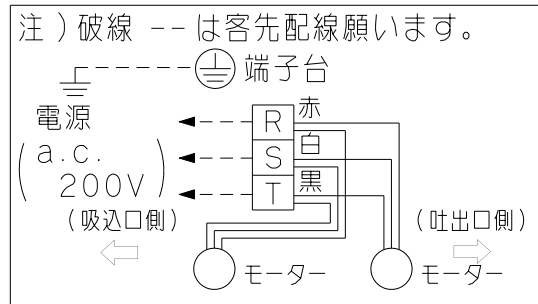 注）破線 -- は客先配線願います。
端子台
電源
(a.c.
200V)
R 赤
S 白
T 黒
(吸込口側)
(吐出口側)
モーター
モーター